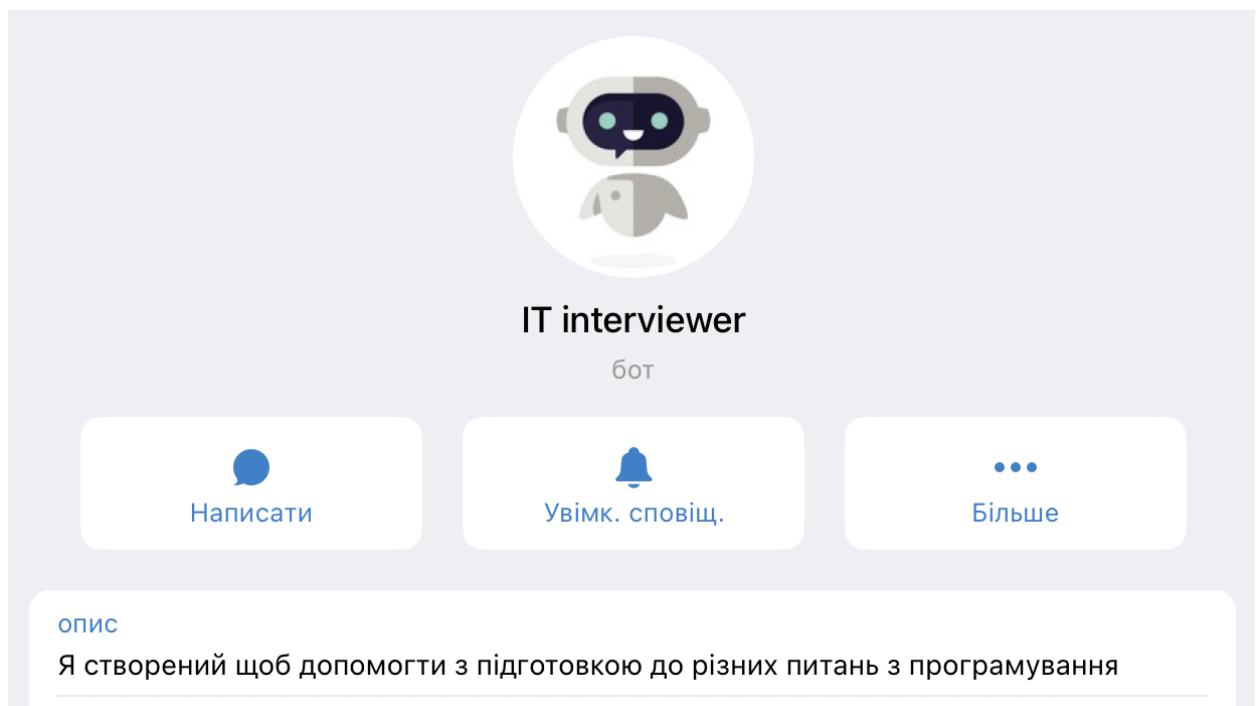 IT interviewer
бот
Написати
Увімк. сповіщ.
Більше
опис
Я створений щоб допомогти з підготовкою до різних питань з програмування